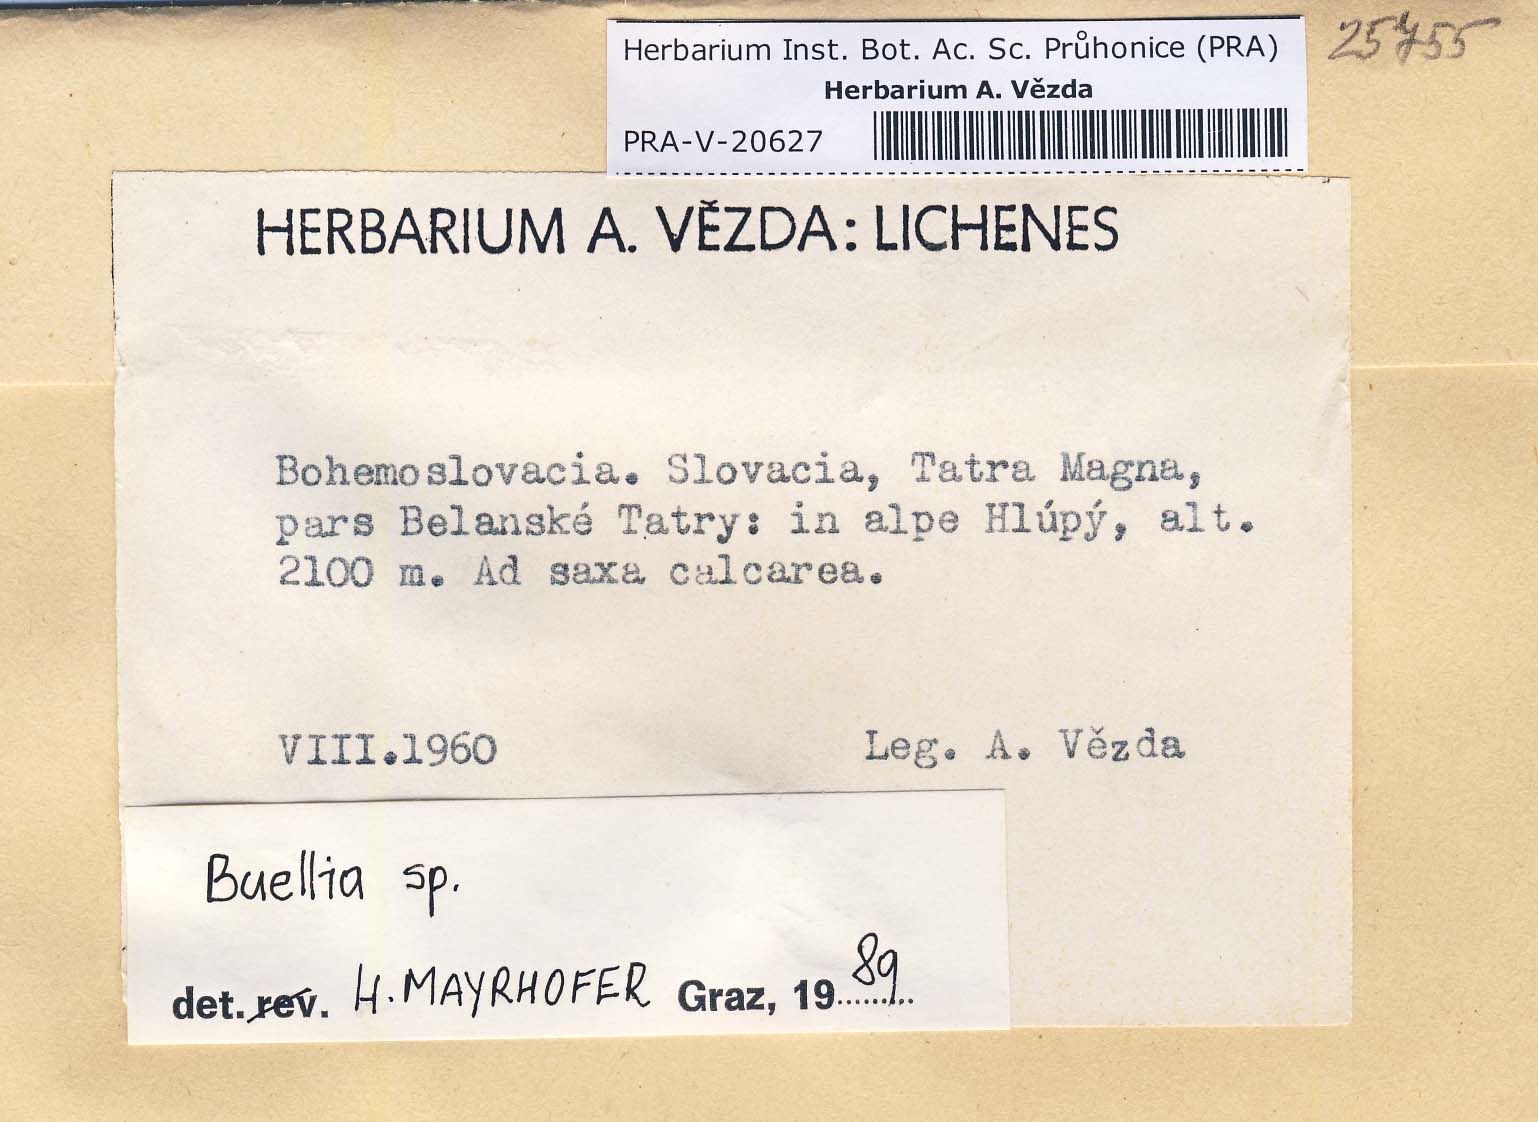 25755
Herbarium Inst. Bot. Ac. Sc. Průhonice (PRA)
Herbarium A. Vězda
PRA-V-20627
HERBARIUM A. VĚZDA: LICHENES
Bohemoslovacia. Slovacia, Tatra Magna,
pars Belanské Tatry: in alpe Hlúpý, alt.
2100 m. Ad saxa calcarea.
VIII.1960 Leg. A. Vězda
Buellia sp.
det. rev. H. MAYRHOFER Graz, 1989